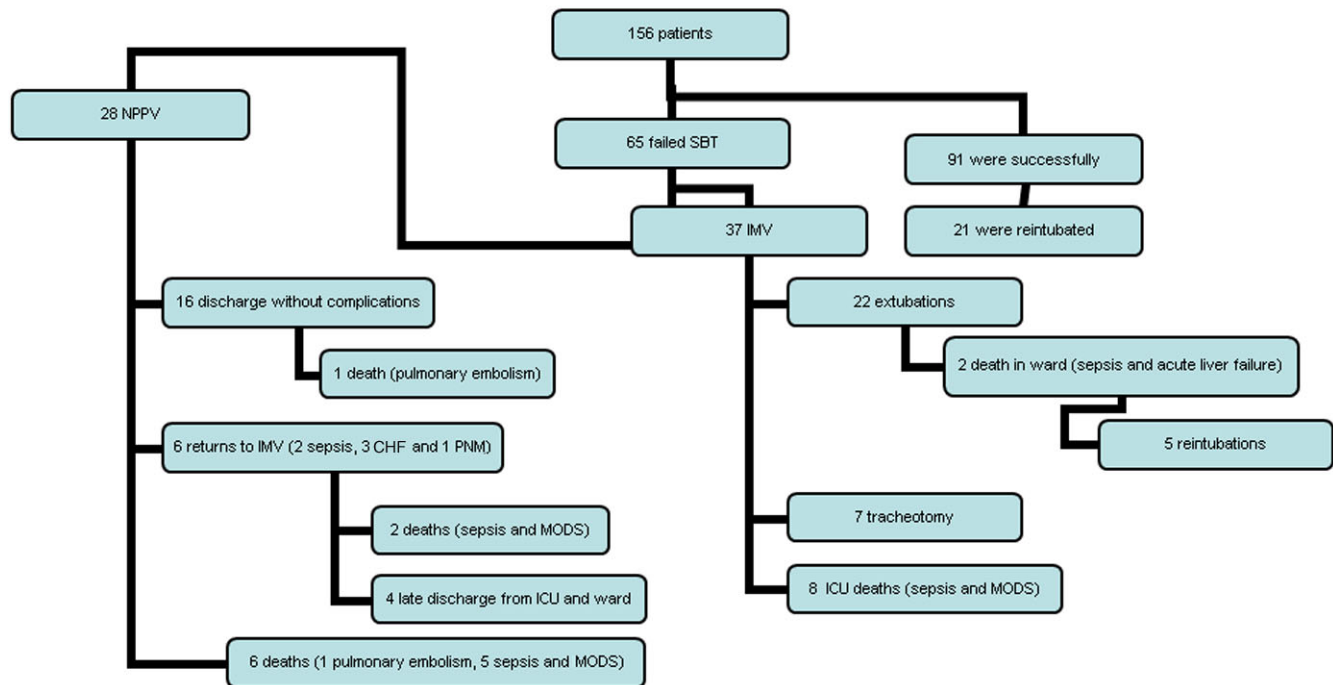 156 patients
28 NPPV
65 failed SBT
91 were successfully
37 IMV
21 were reintubated
16 discharge without complications
22 extubations
1 death (pulmonary embolism)
2 death in ward (sepsis and acute liver failure)
6 returns to IMV (2 sepsis, 3 CHF and 1 PNM)
5 reintubations
2 deaths (sepsis and MODS)
7 tracheotomy
4 late discharge from ICU and ward
8 ICU deaths (sepsis and MODS)
6 deaths (1 pulmonary embolism, 5 sepsis and MODS)